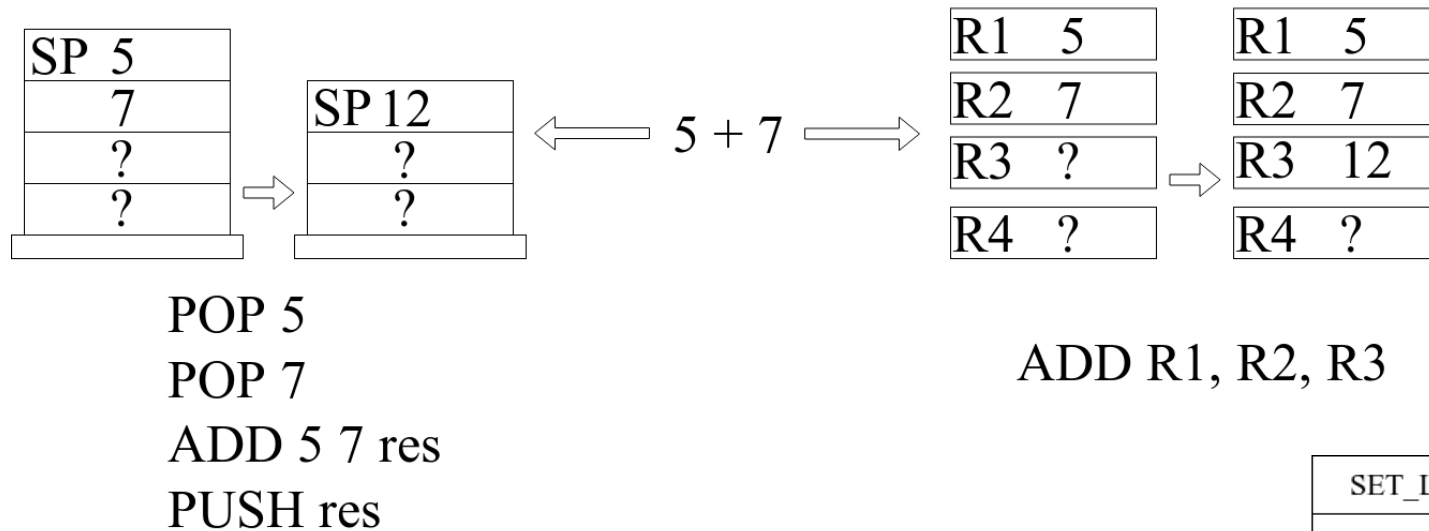 SP 5
7
?
?
SP 12
?
?
5 + 7
R1 5
R2 7
R3 ?
R4 ?
R1 5
R2 7
R3 12
R4 ?
POP 5
POP 7
ADD 5 7 res
PUSH res
ADD R1, R2, R3